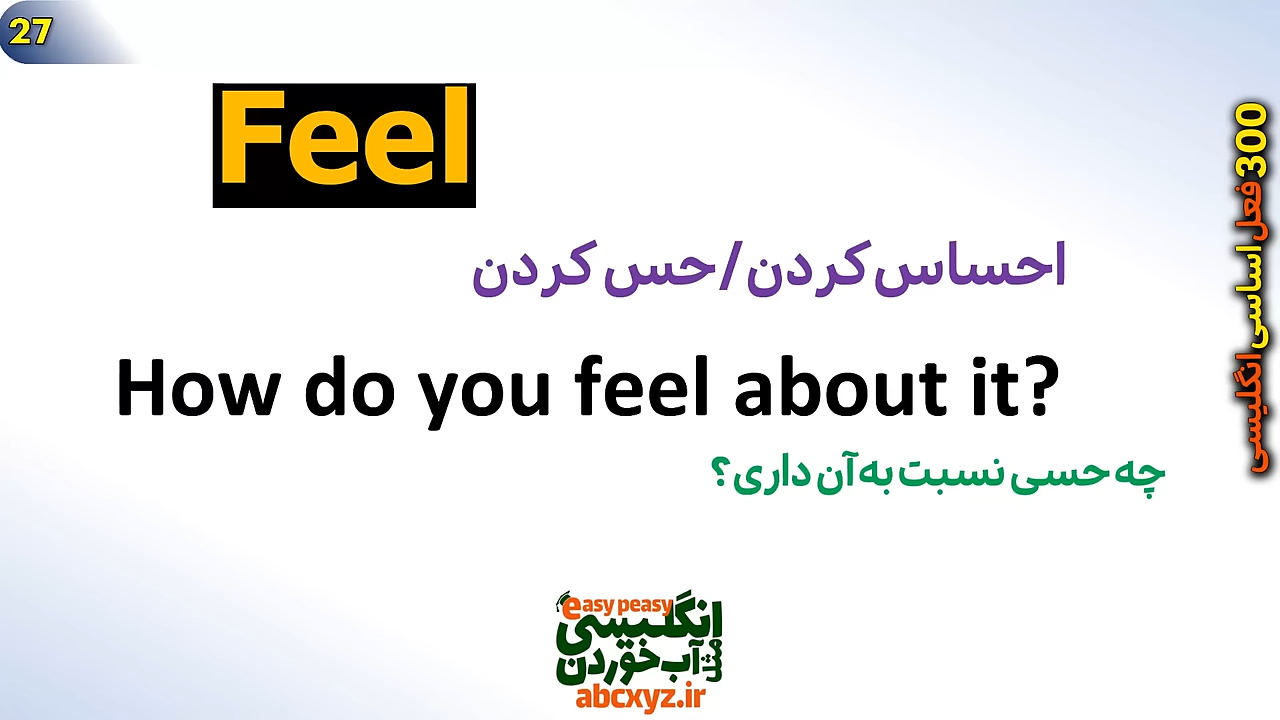 27
Feel
احساس کردن/حس کردن
How do you feel about it?
چه حسی نسبت به آن داری؟
300 فعل اساسی انگلیسی
easy peasy
انگلیسی
مثل آب خوردن
abcxyz.ir